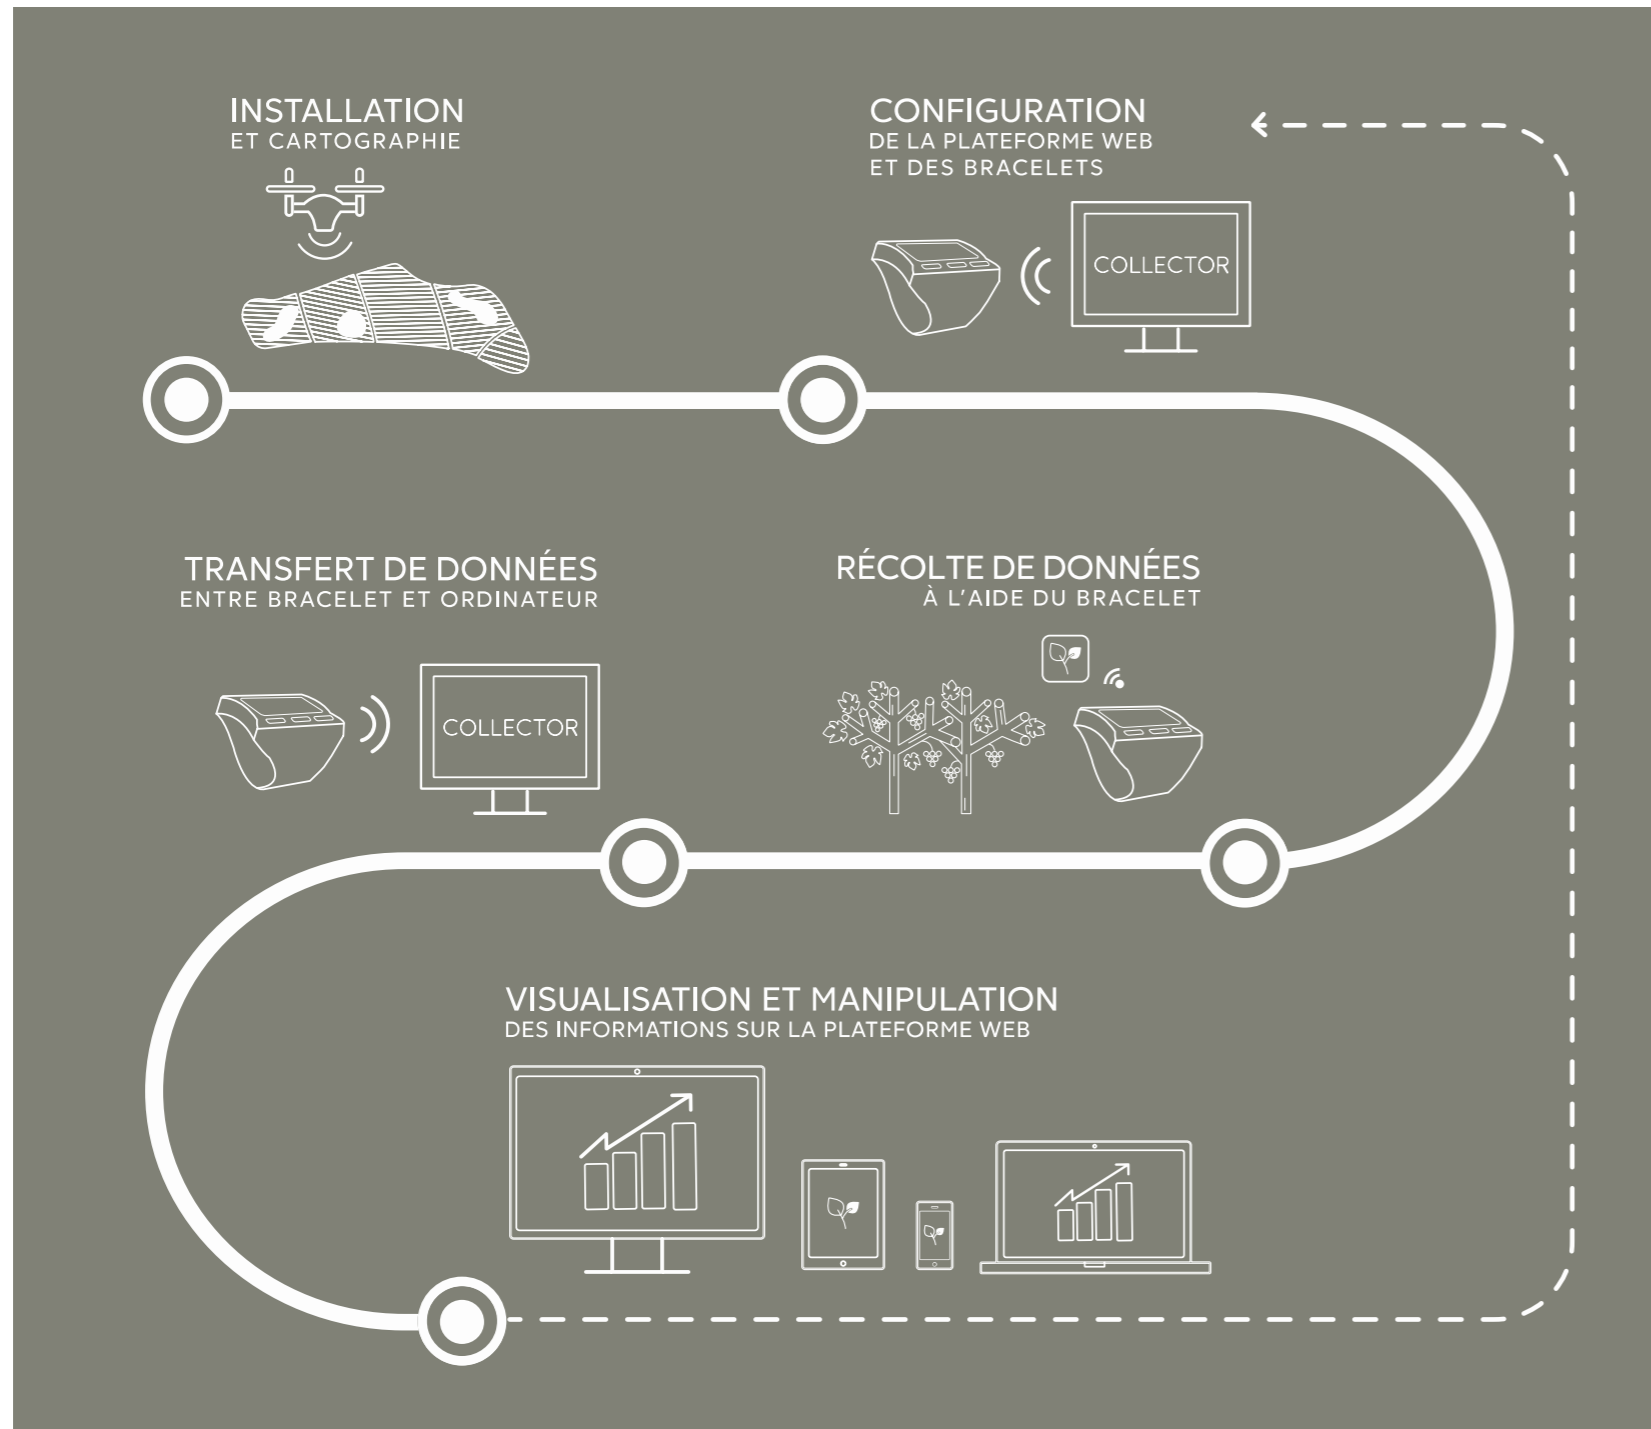 INSTALLATION
ET CARTOGRAPHIE
CONFIGURATION
DE LA PLATEFORME WEB
ET DES BRACELETS
COLLECTOR
TRANSFERT DE DONNÉES
ENTRE BRACELET ET ORDINATEUR
COLLECTOR
RÉCOLTE DE DONNÉES
À L'AIDE DU BRACELET
VISUALISATION ET MANIPULATION
DES INFORMATIONS SUR LA PLATEFORME WEB